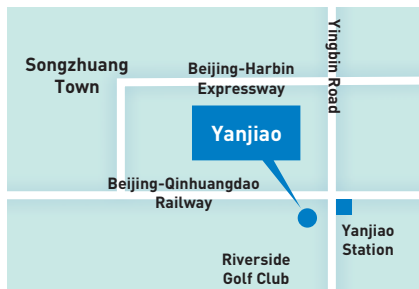 Songzhuang
Town
Beijing-Harbin
Expressway
Yingbin Road
Yanjiao
Beijing-Qinhuangdao
Railway
Yanjiao
Station
Riverside
Golf Club